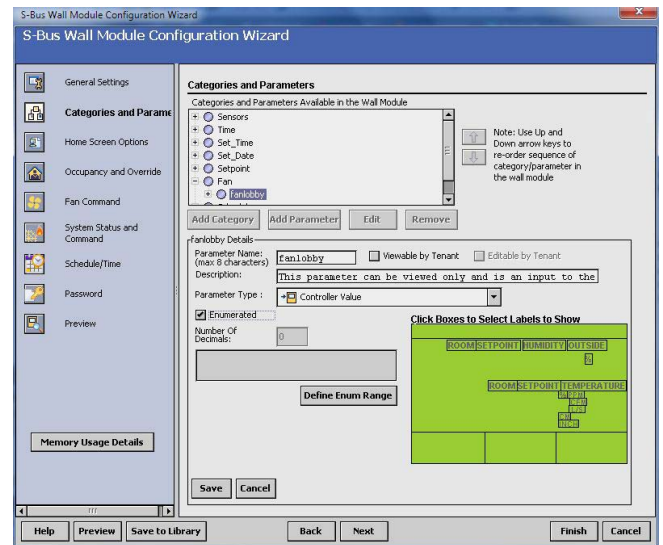 S-Bus Wall Module Configuration Wizard
S-Bus Wall Module Configuration Wizard
General Settings
Categories and Parame
Home Screen Options
Occupancy and Override
Fan Command
System Status and
Command
Schedule/Time
Password
Preview
Memory Usage Details
Categories and Parameters
Categories and Parameters Available in the Wall Module
Sensors
Time
Set_Time
Set_Date
Setpoint
Fan
fanlobby
Note: Use Up and
Down arrow keys to
re-order sequence of
category/parameter in
the wall module
Add Category Add Parameter Edit Remove
fanlobby Details
Parameter Name:
(max 8 characters)
fanlobby
Viewable by Tenant
Editable by Tenant
Description:
This parameter can be viewed only and is an input to the
Parameter Type :
Controller Value
Enumerated
Number Of
Decimals:
0
Define Enum Range
Click Boxes to Select Labels to Show
ROOM SETPOINT HUMIDITY OUTSIDE
%
ROOM SETPOINT TEMPERATURE
% PPM
CFM
L/S
CM
INCH
Save Cancel
Help Preview Save to Library Back Next Finish Cancel